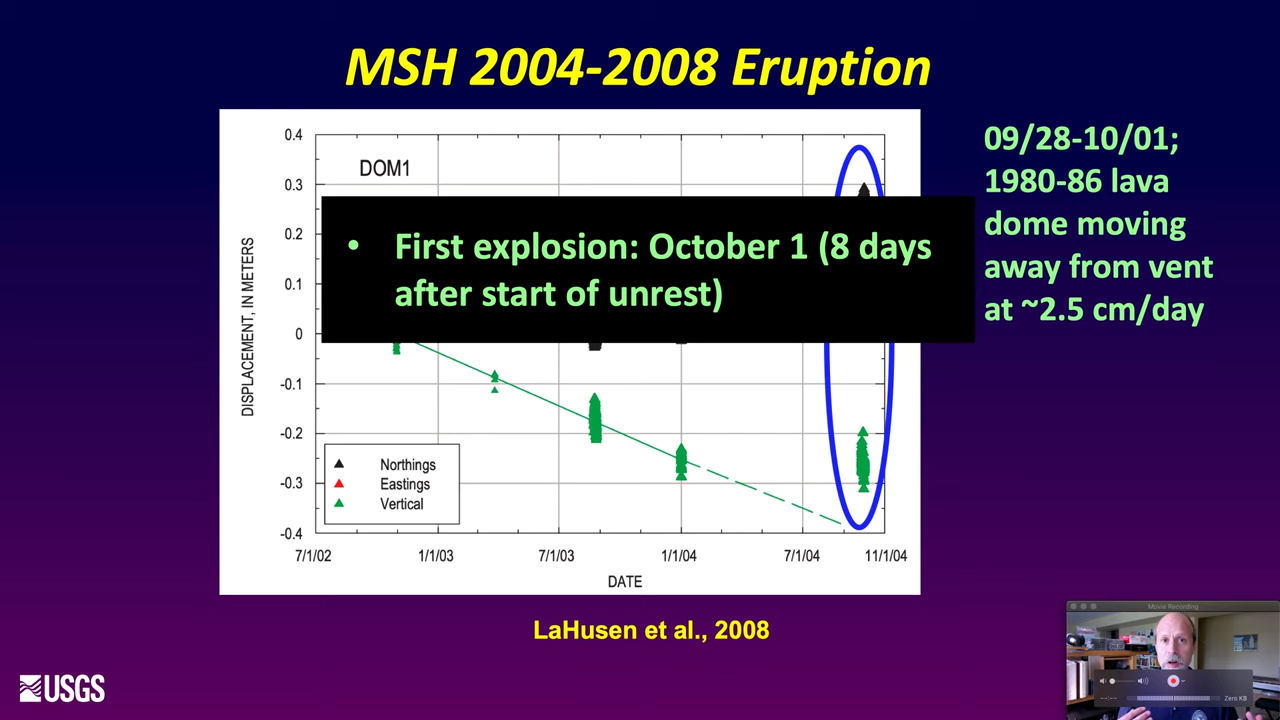 MSH 2004-2008 Eruption
0.4
DOM1
0.3
0.2
0.1
0
-0.1
-0.2
-0.3
-0.4
DISPLACEMENT, IN METERS
• First explosion: October 1 (8 days
after start of unrest)
Northings
Eastings
Vertical
7/1/02 1/1/03 7/1/03 1/1/04 7/1/04 11/1/04
DATE
09/28-10/01;
1980-86 lava
dome moving
away from vent
at ~2.5 cm/day
LaHusen et al., 2008
USGS
Movie Recording
--:--
Zero KB